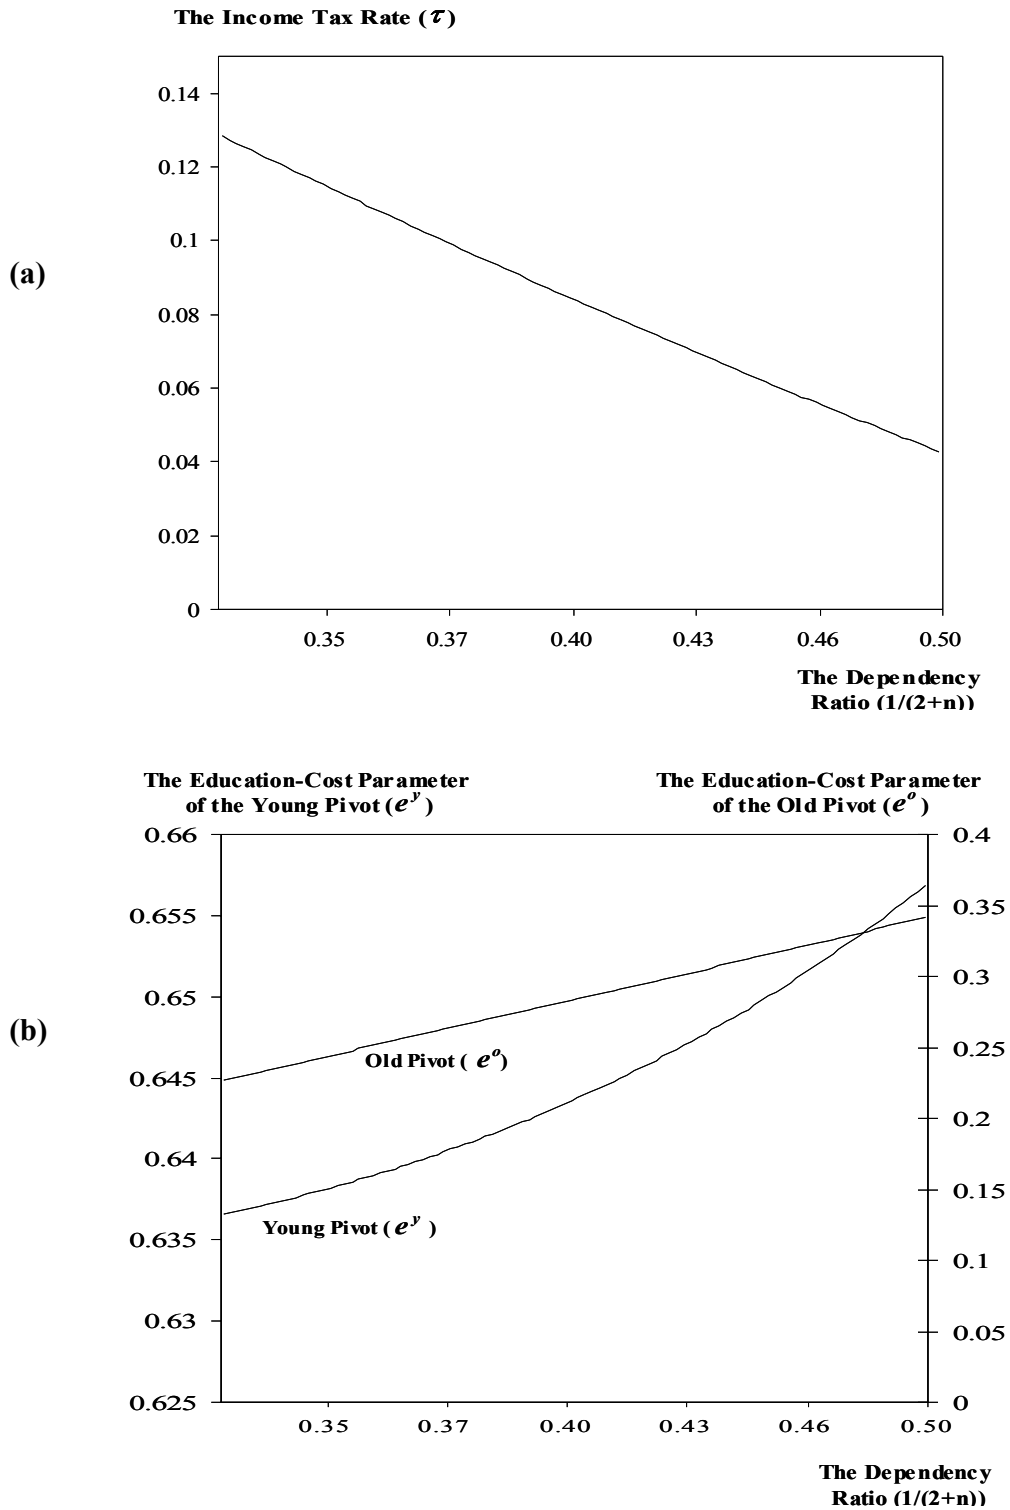 The Income Tax Rate (τ)
0.14
0.12
0.1
(a)
0.08
0.06
0.04
0.02
0
0.35 0.37 0.40 0.43 0.46 0.50
The Dependency
Ratio (1/(2+n))
The Education-Cost Parameter
of the Young Pivot (e^y)
The Education-Cost Parameter
of the Old Pivot (e^o)
0.66
0.655
0.65
(b)
0.645
0.64
0.635
0.63
0.625
Old Pivot ( e^o)
Young Pivot ( e^y )
0.4
0.35
0.3
0.25
0.2
0.15
0.1
0.05
0
0.35 0.37 0.40 0.43 0.46 0.50
The Dependency
Ratio (1/(2+n))